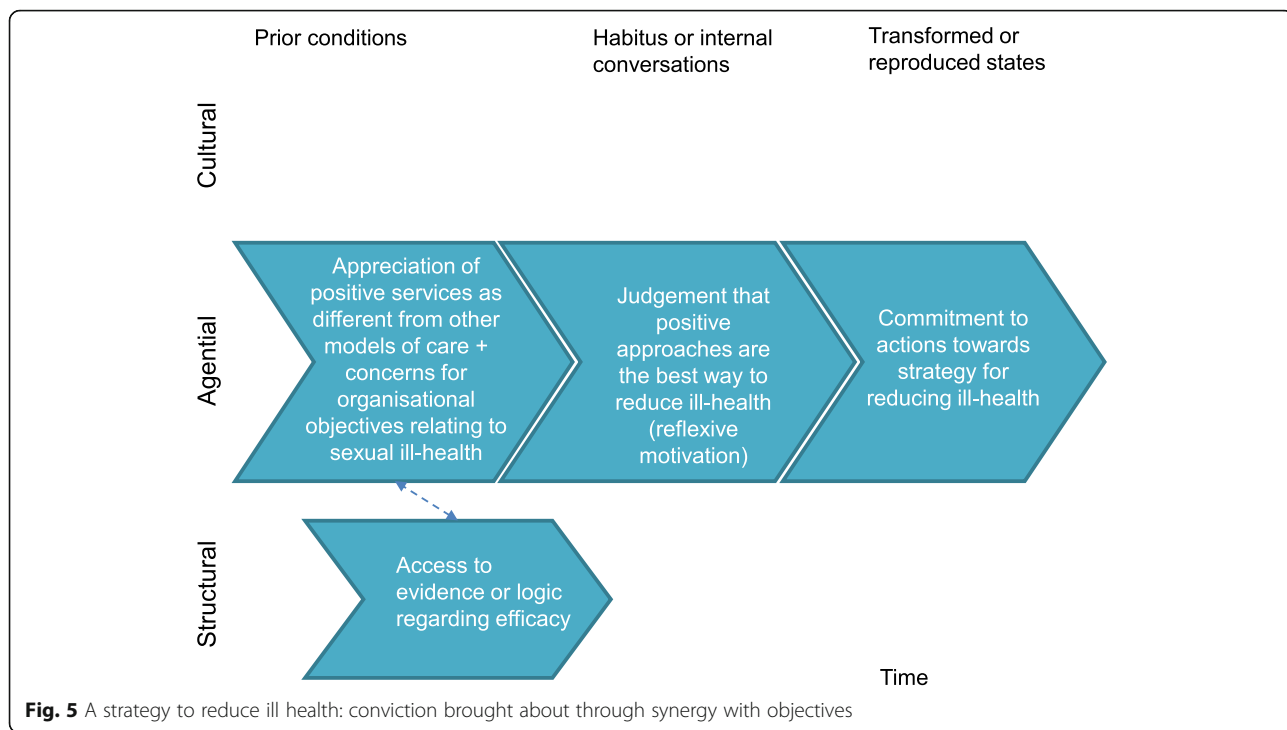 Prior conditions
Habitus or internal
conversations
Transformed or
reproduced states
Cultural
Agential
Appreciation of
positive services as
different from other
models of care +
concerns for
organisational
objectives relating to
sexual ill-health
Judgement that
positive
approaches are
the best way to
reduce ill-health
(reflexive
motivation)
Commitment to
actions towards
strategy for
reducing ill-health
Structural
Access to
evidence or logic
regarding efficacy
Time
Fig. 5 A strategy to reduce ill health: conviction brought about through synergy with objectives